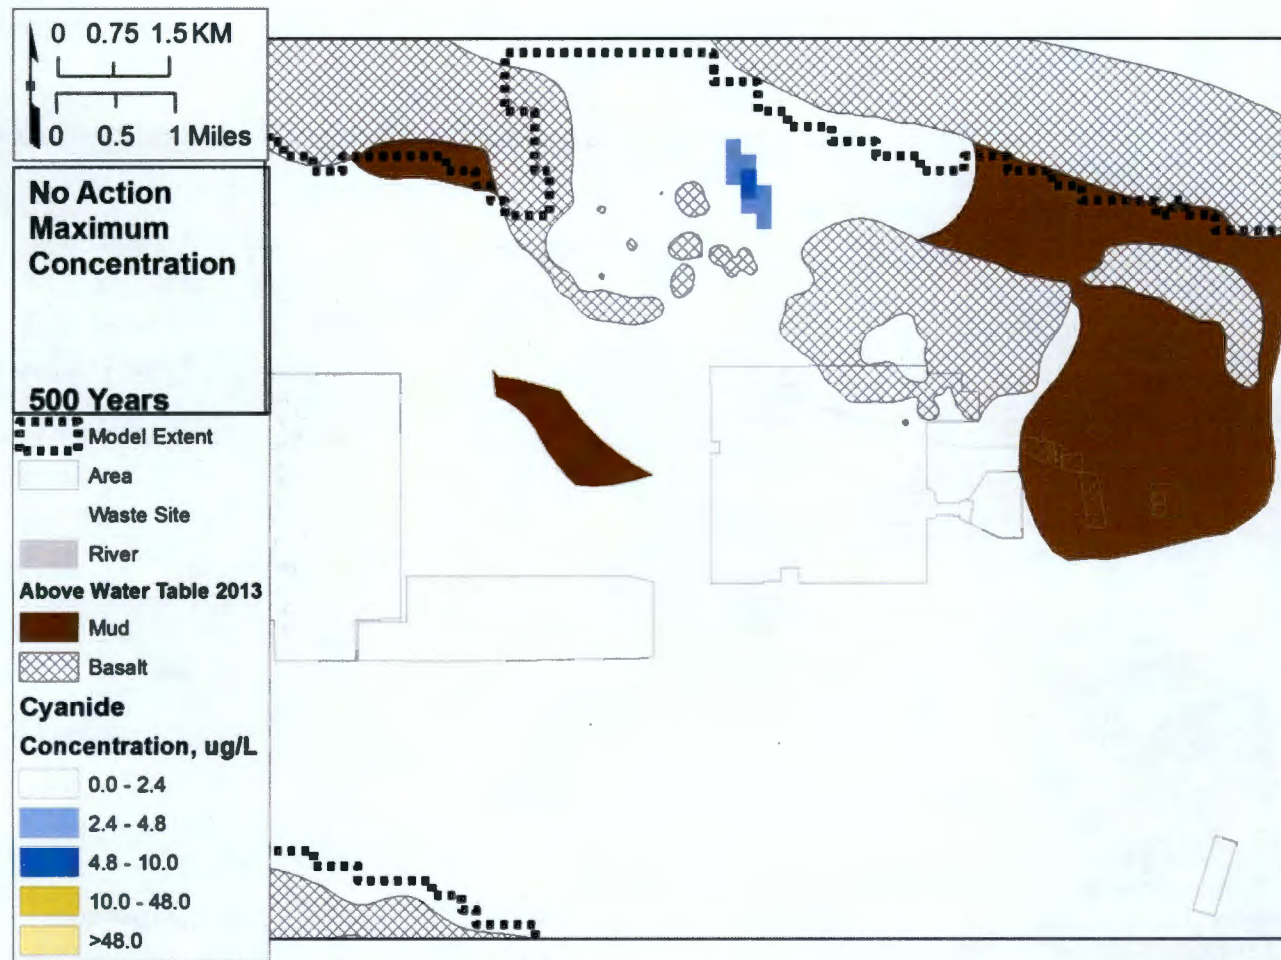 0 0.75 1.5 KM
0 0.5 1 Miles
No Action
Maximum
Concentration
500 Years
Model Extent
Area
Waste Site
River
Above Water Table 2013
Mud
Basalt
Cyanide
Concentration, ug/L
0.0 - 2.4
2.4 - 4.8
4.8 - 10.0
10.0 - 48.0
>48.0